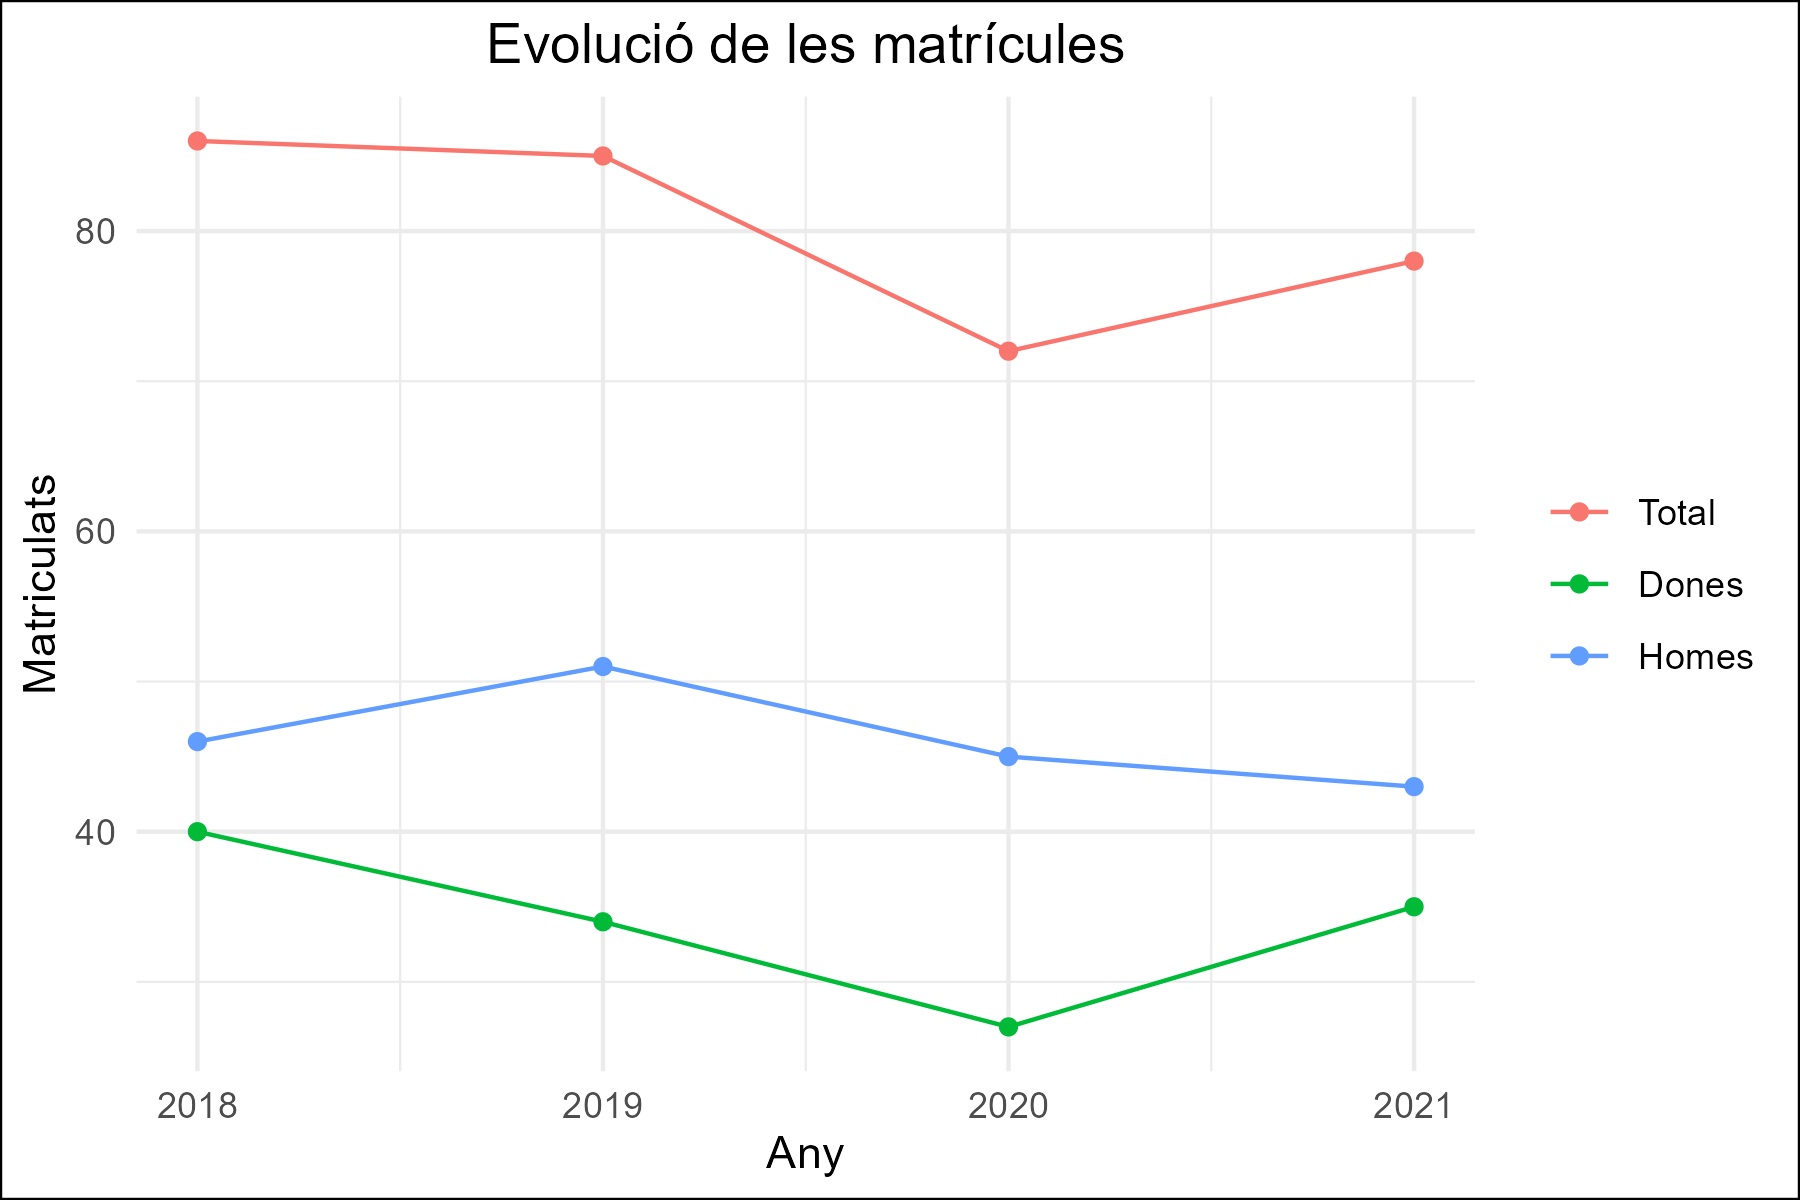 Evolució de les matrícules
Matriculats
80
60
40
2018
2019
2020
2021
Any
Total
Dones
Homes